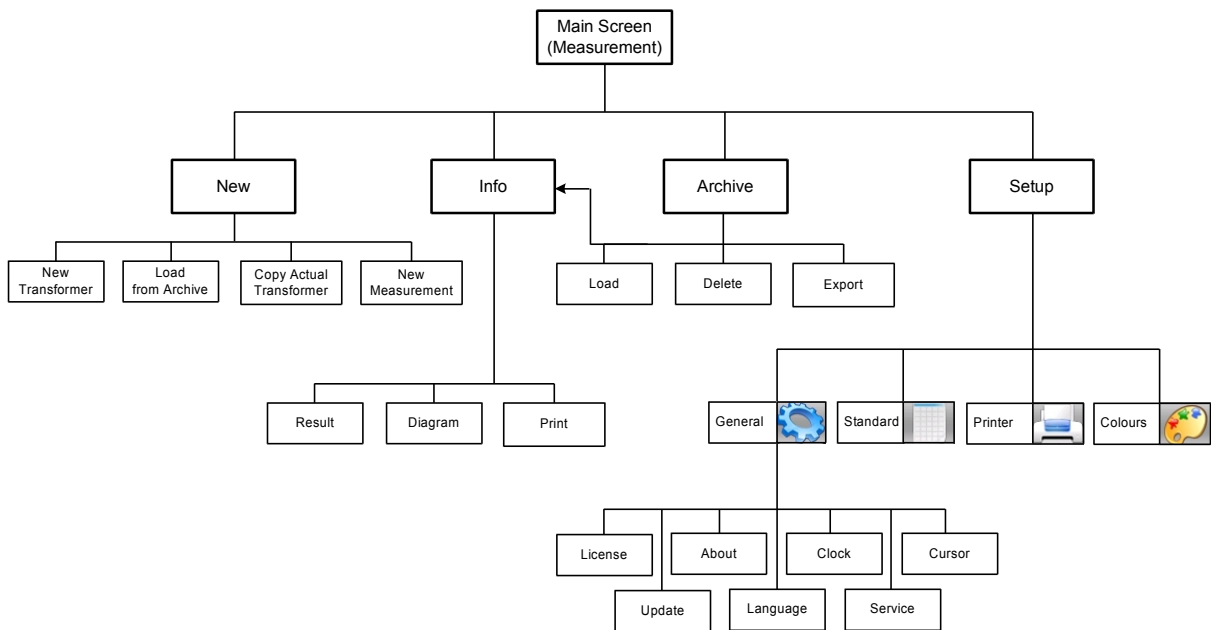 Main Screen
(Measurement)
New
Info
Archive
Setup
New
Transformer
Load
from Archive
Copy Actual
Transformer
New
Measurement
Load
Delete
Export
Result
Diagram
Print
General
Standard
Printer
Colours
License
About
Clock
Cursor
Update
Language
Service